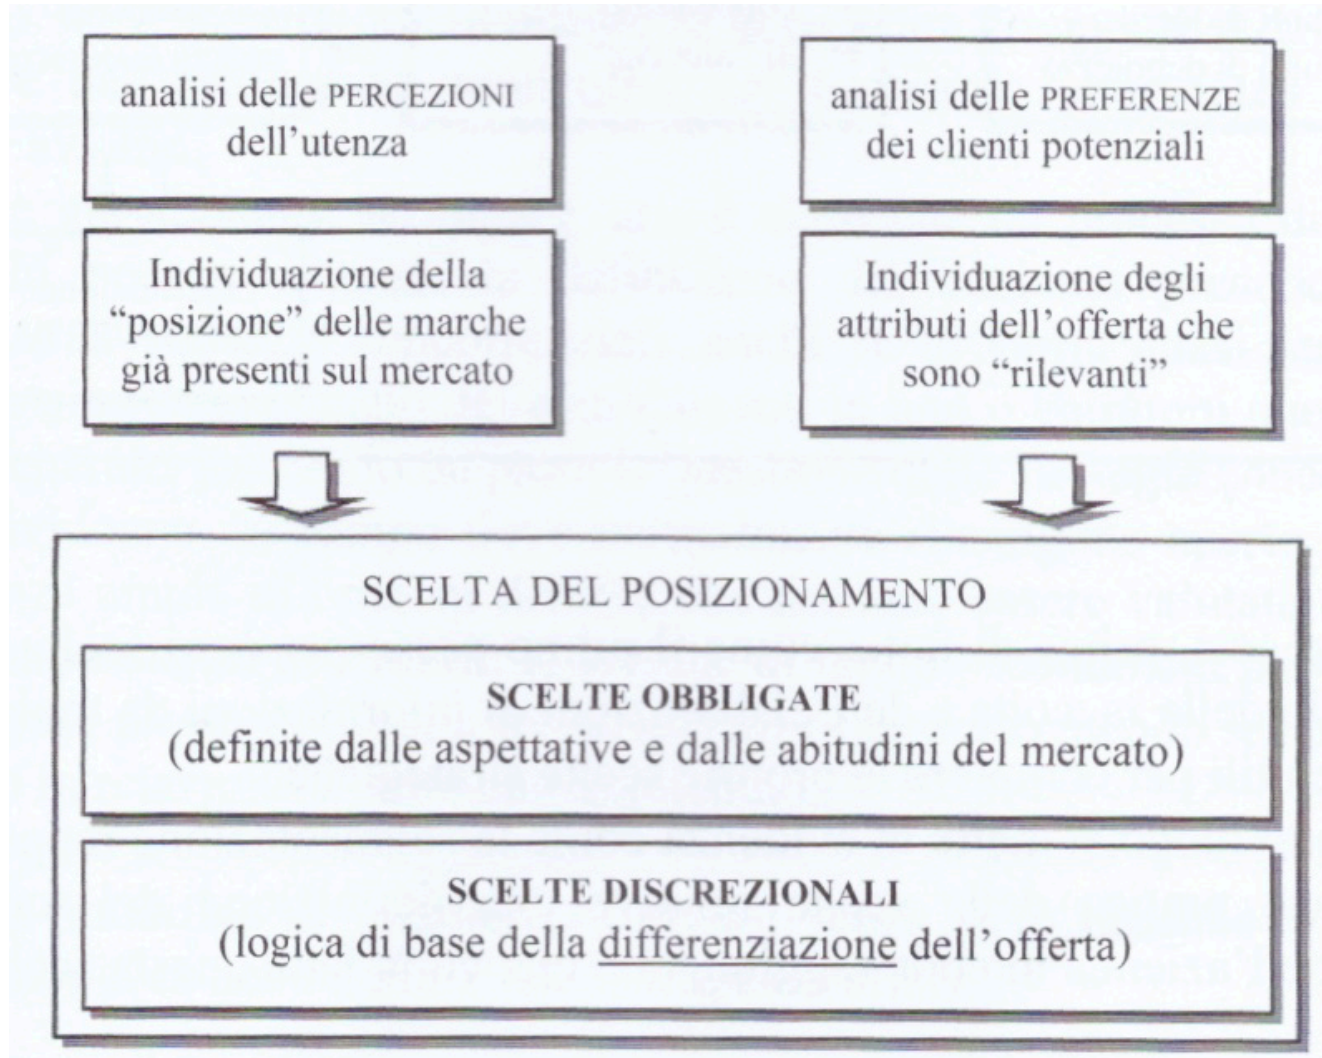 analisi delle PERCEZIONI
dell’utenza
analisi delle PREFERENZE
dei clienti potenziali
Individuazione della
“posizione” delle marche
già presenti sul mercato
Individuazione degli
attributi dell’offerta che
sono “rilevanti”
SCELTA DEL POSIZIONAMENTO
SCELTE OBBLIGATE
(definite dalle aspettative e dalle abitudini del mercato)
SCELTE DISCREZIONALI
(logica di base della differenziazione dell’offerta)